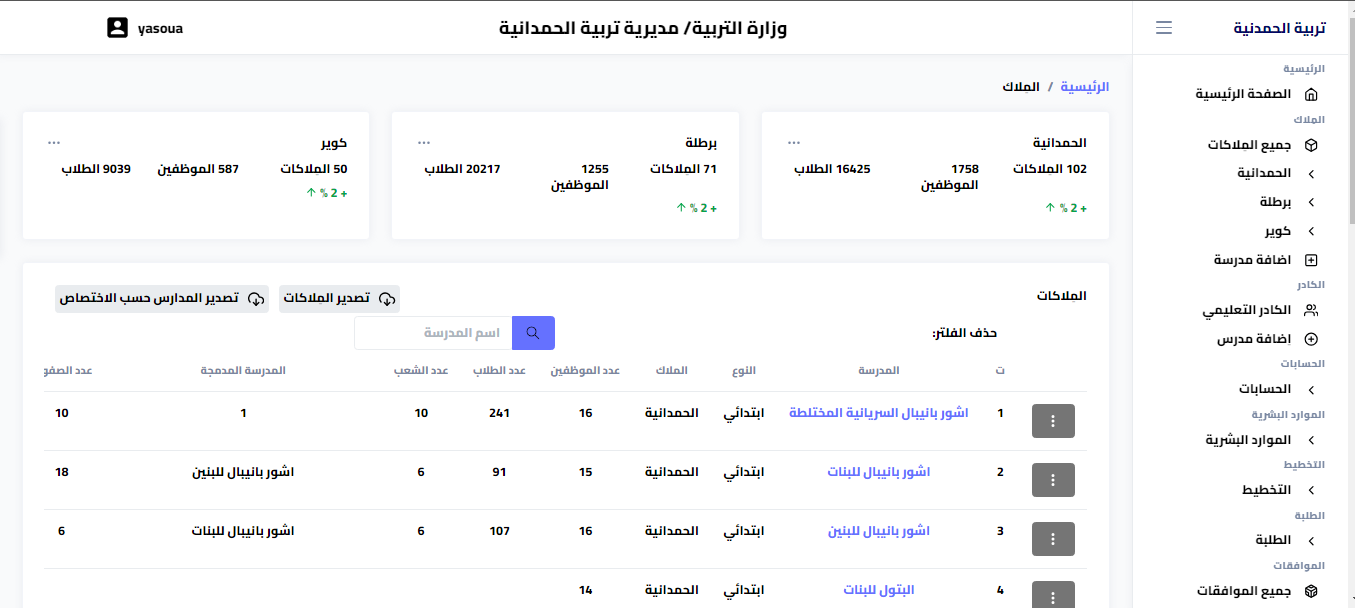 تربية الحمدنية
وزارة التربية/ مديرية تربية الحمدانية
yasoua
الرئيسية
الصفحة الرئيسية
الملاك
جميع الملاكات
الحمدانية
برطلة
كوير
اضافة مدرسة
الكادر
الكادر التعليمي
إضافة مدرس
الحسابات
الحسابات
الموارد البشرية
الموارد البشرية
التخطيط
التخطيط
الطلبة
الطلبة
الموافقات
جميع الموافقات
الرئيسية / الملاك
الحمدانية ...
102 الملاكات 1758 الموظفين 16425 الطلاب
+ 2 %
برطلة ...
71 الملاكات 1255 الموظفين 20217 الطلاب
+ 2 %
كوير ...
50 الملاكات 587 الموظفين 9039 الطلاب
+ 2 %
الملاكات
تصدير الملاكات تصدير المدارس حسب الاختصاص
حذف الفلتر: اسم المدرسة
ت المدرسة النوع الملاك عدد الموظفين عدد الطلاب عدد الشعب المدرسة المدمجة عدد الصفو
1 اشور بانيبال السريانية المختلطة ابتدائي الحمدانية 16 241 10 1 10
2 اشور بانيبال للبنات ابتدائي الحمدانية 15 91 6 اشور بانيبال للبنين 18
3 اشور بانيبال للبنين ابتدائي الحمدانية 16 107 6 اشور بانيبال للبنات 6
4 البتول للبنات ابتدائي الحمدانية 14